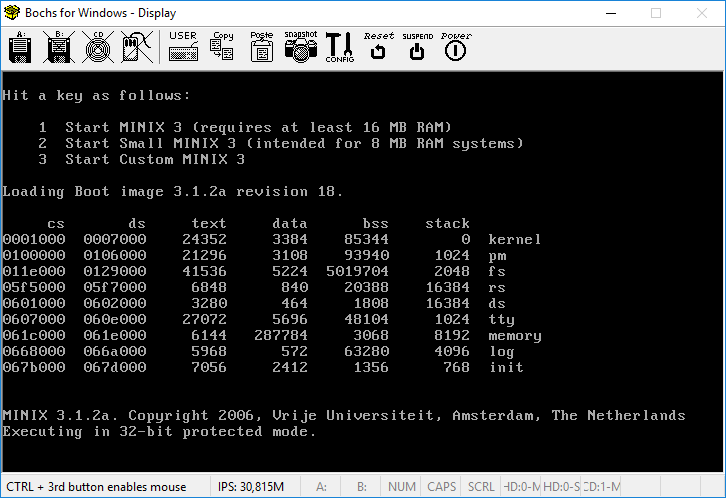 Bochs for Windows - Display
A: B: CD USER Copy Paste Snapshot CONFIG Reset SUSPEND Power
Hit a key as follows:
1 Start MINIX 3 (requires at least 16 MB RAM)
2 Start Small MINIX 3 (intended for 8 MB RAM systems)
3 Start Custom MINIX 3
Loading Boot image 3.1.2a revision 18.
cs ds text data bss stack
0001000 0007000 24352 3384 85344 0 kernel
0100000 0106000 21296 3108 93940 1024 pm
011e000 0129000 41536 5224 5019704 2048 fs
05f5000 05f7000 6848 840 20388 16384 rs
0601000 0602000 3280 464 1808 16384 ds
0607000 060e000 27072 5696 48104 1024 tty
061c000 061e000 6144 287784 3068 8192 memory
0668000 066a000 5968 572 63280 4096 log
067b000 067d000 7056 2412 1356 768 init
MINIX 3.1.2a. Copyright 2006, Vrije Universiteit, Amsterdam, The Netherlands
Executing in 32-bit protected mode.
CTRL + 3rd button enables mouse IPS: 30,815M A: B: NUM CAPS SCRL HD:0-M HD:0-S CD:1-M